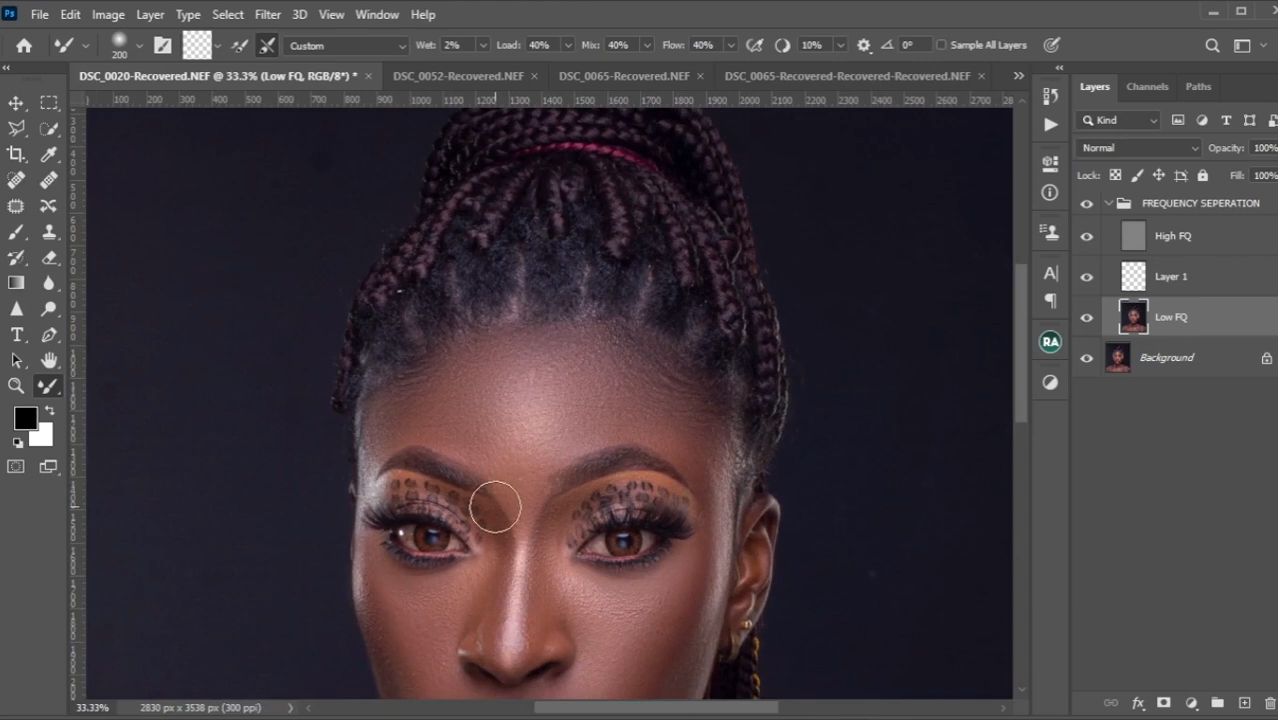 Ps File Edit Image Layer Type Select Filter 3D View Window Help
200 Custom Wet: 2% Load: 40% Mix: 40% Flow: 40% 10% 0° Sample All Layers
DSC_0020-Recovered.NEF @ 33.3% (Low FQ, RGB/8*) * × DSC_0052-Recovered.NEF × DSC_0065-Recovered.NEF × DSC_0065-Recovered-Recovered-Recovered.NEF ×
100 200 300 400 500 600 700 800 900 1000 1100 1200 1300 1400 1500 1600 1700 1800 1900 2000 2100 2200 2300 2400 2500 2600 2700 28
Layers Channels Paths
Kind
Normal Opacity: 100%
Lock: Fill: 100%
FREQUENCY SEPERATION
High FQ
Layer 1
Low FQ
RA
Background
33.33% 2830 px x 3538 px (300 ppi)